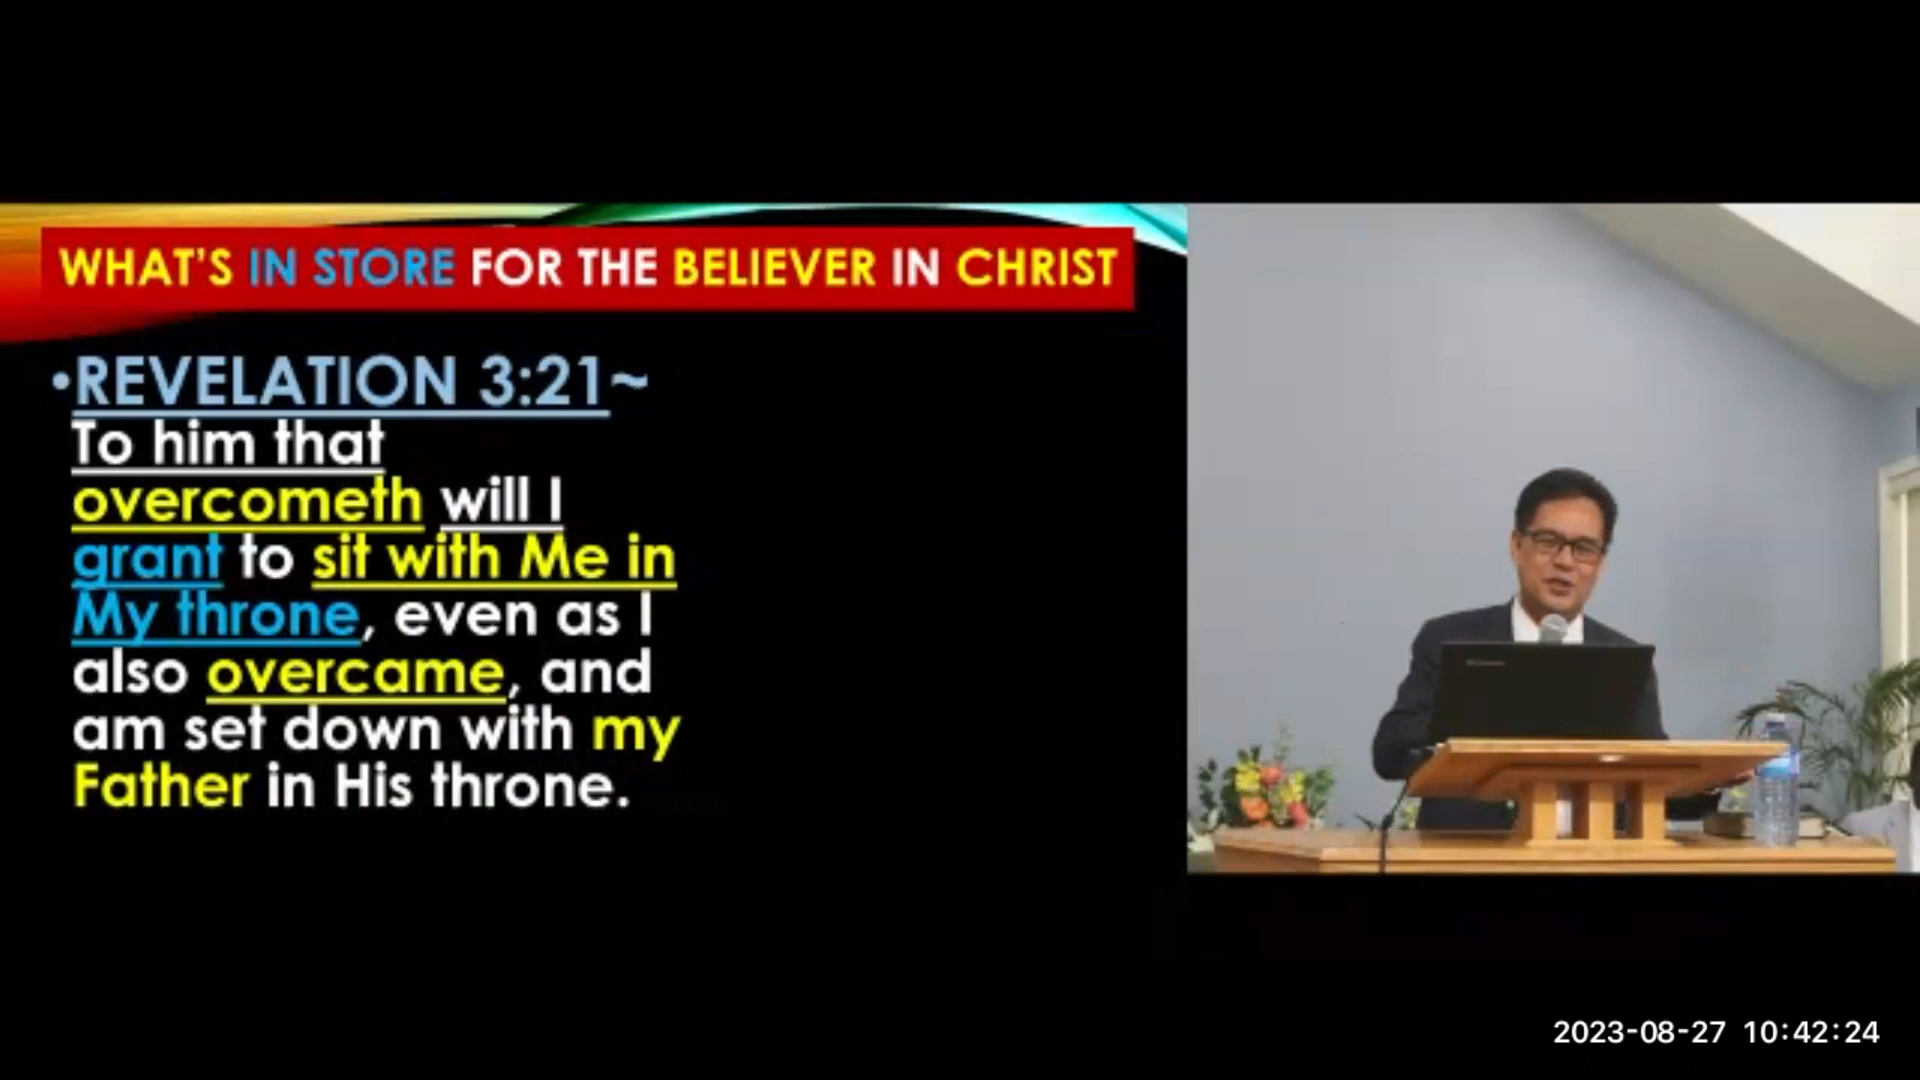 WHAT'S IN STORE FOR THE BELIEVER IN CHRIST
•REVELATION 3:21~
To him that
overcometh will I
grant to sit with Me in
My throne, even as I
also overcame, and
am set down with my
Father in His throne.
2023-08-27 10:42:24